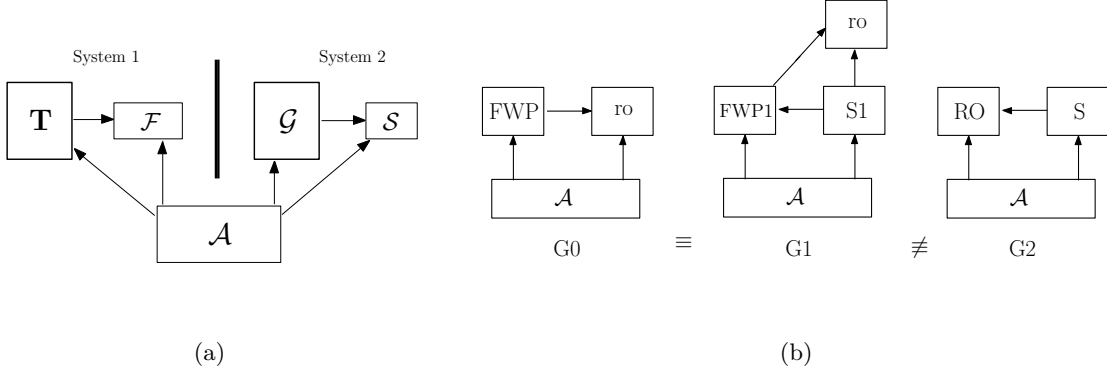 System 1
System 2
T
𝓕
𝓖
𝓢
𝓐
(a)
ro
FWP
ro
FWP1
S1
RO
S
𝓐
𝓐
𝓐
G0
≡
G1
≢
G2
(b)